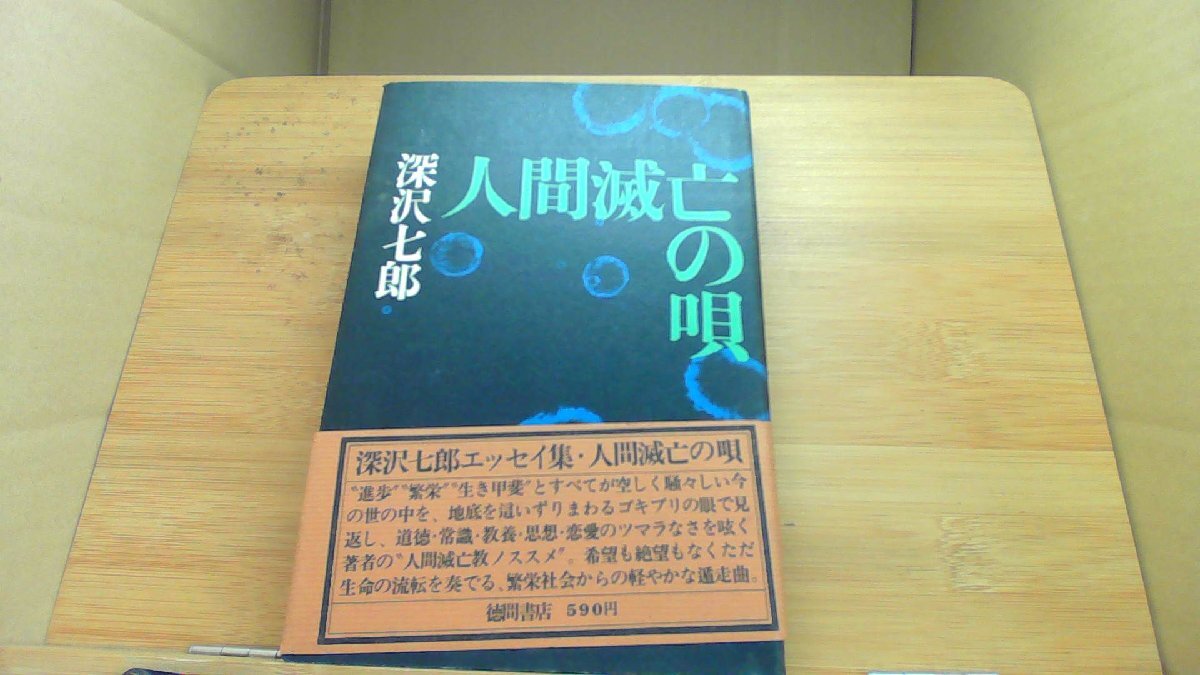 人間滅亡の唄
深沢七郎
深沢七郎エッセイ集・人間滅亡の唄
"進歩""繁栄""生き甲斐"とすべてが空しく騒々しい今
の世の中を、地底を這いずりまわるゴキブリの眼で見
返し、道徳・常識・教養・思想・恋愛のツマラなさを呟く
著者の"人間滅亡教ノススメ"。希望も絶望もなくただ
生命の流転を奏でる、繁栄社会からの軽やかな遁走曲。
徳間書店 590円